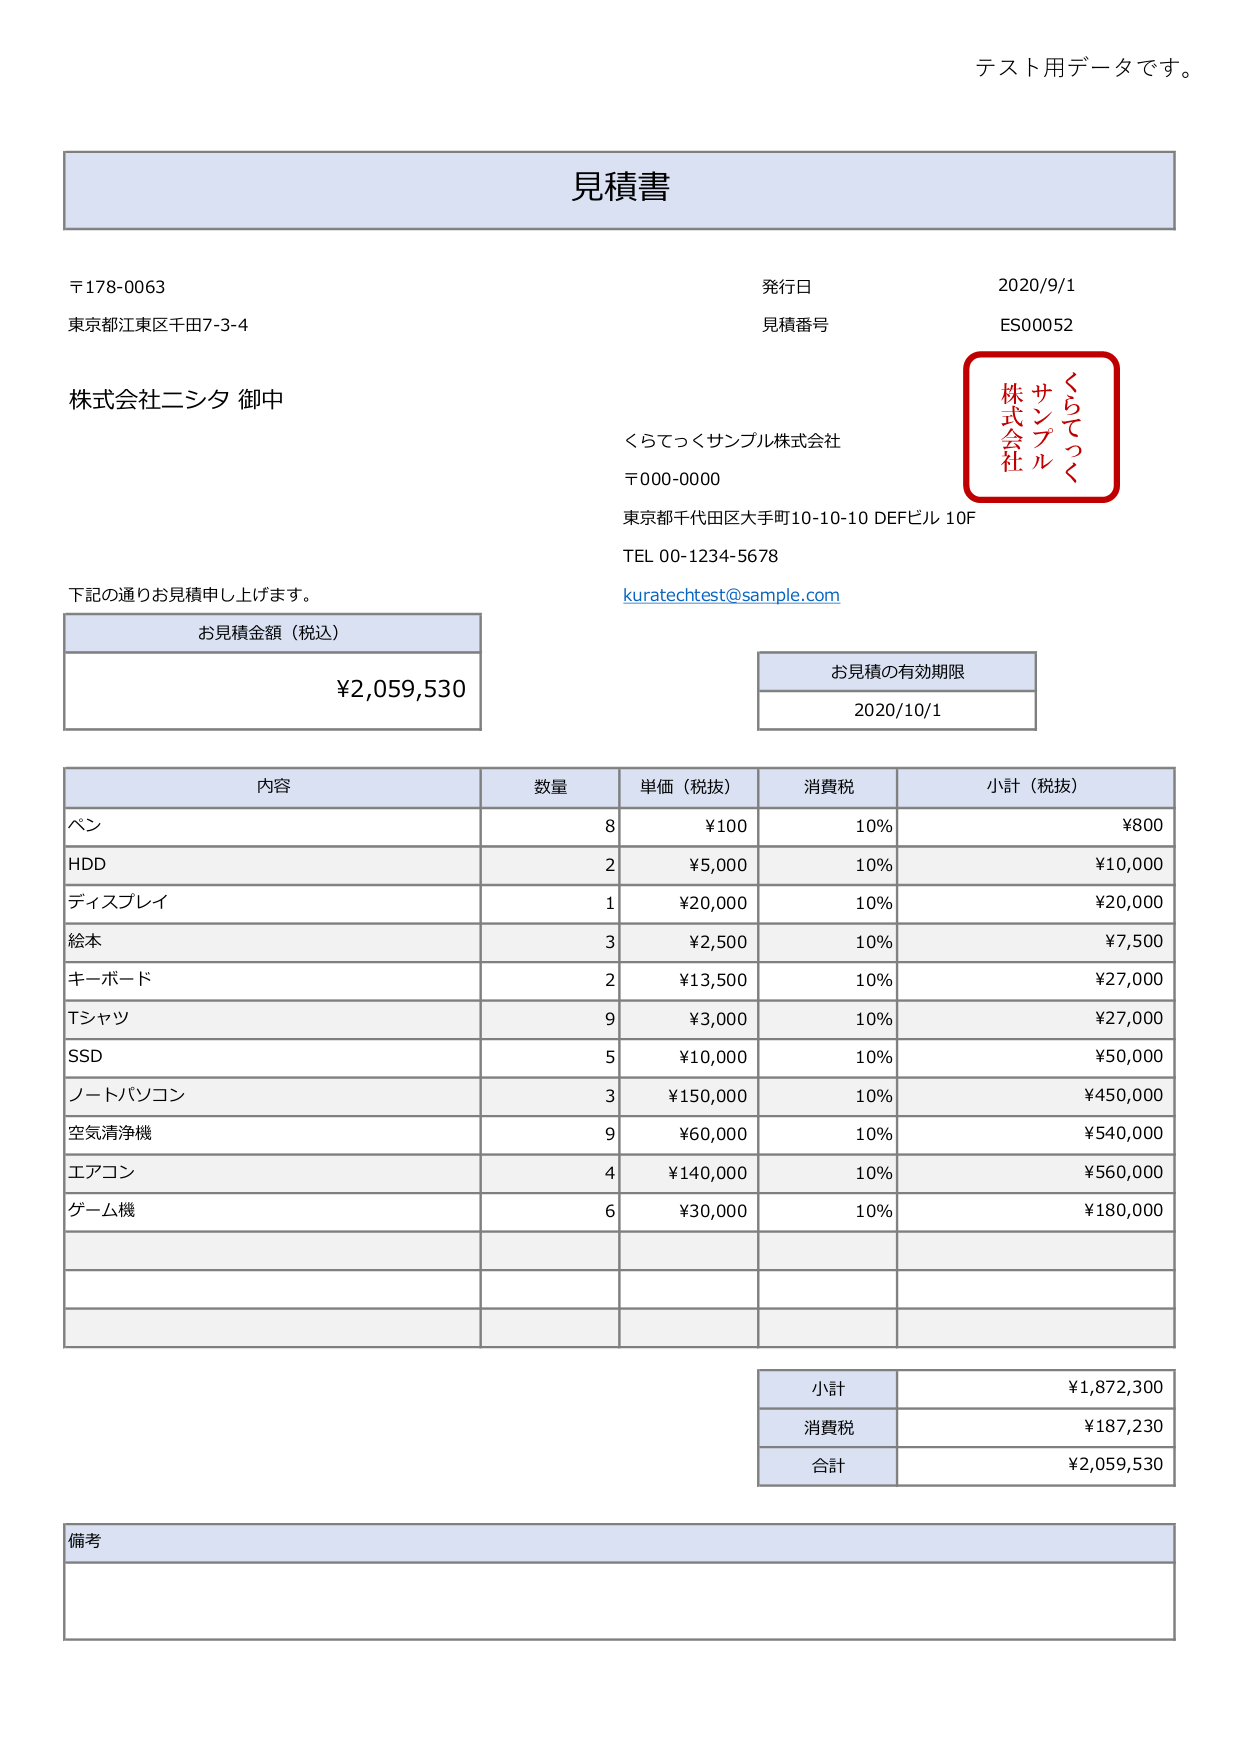 テスト用データです。
見積書
〒178-0063
発行日 2020/9/1
東京都江東区千田7-3-4
見積番号 ES00052
株式会社ニシタ 御中
くらてっく
サンプル
株式会社
くらてっくサンプル株式会社
〒000-0000
東京都千代田区大手町10-10-10 DEFビル 10F
TEL 00-1234-5678
kuratechtest@sample.com
下記の通りお見積申し上げます。
お見積金額（税込）
¥2,059,530
お見積の有効期限
2020/10/1
内容 数量 単価（税抜） 消費税 小計（税抜）
ペン 8 ¥100 10% ¥800
HDD 2 ¥5,000 10% ¥10,000
ディスプレイ 1 ¥20,000 10% ¥20,000
絵本 3 ¥2,500 10% ¥7,500
キーボード 2 ¥13,500 10% ¥27,000
Tシャツ 9 ¥3,000 10% ¥27,000
SSD 5 ¥10,000 10% ¥50,000
ノートパソコン 3 ¥150,000 10% ¥450,000
空気清浄機 9 ¥60,000 10% ¥540,000
エアコン 4 ¥140,000 10% ¥560,000
ゲーム機 6 ¥30,000 10% ¥180,000
小計 ¥1,872,300
消費税 ¥187,230
合計 ¥2,059,530
備考